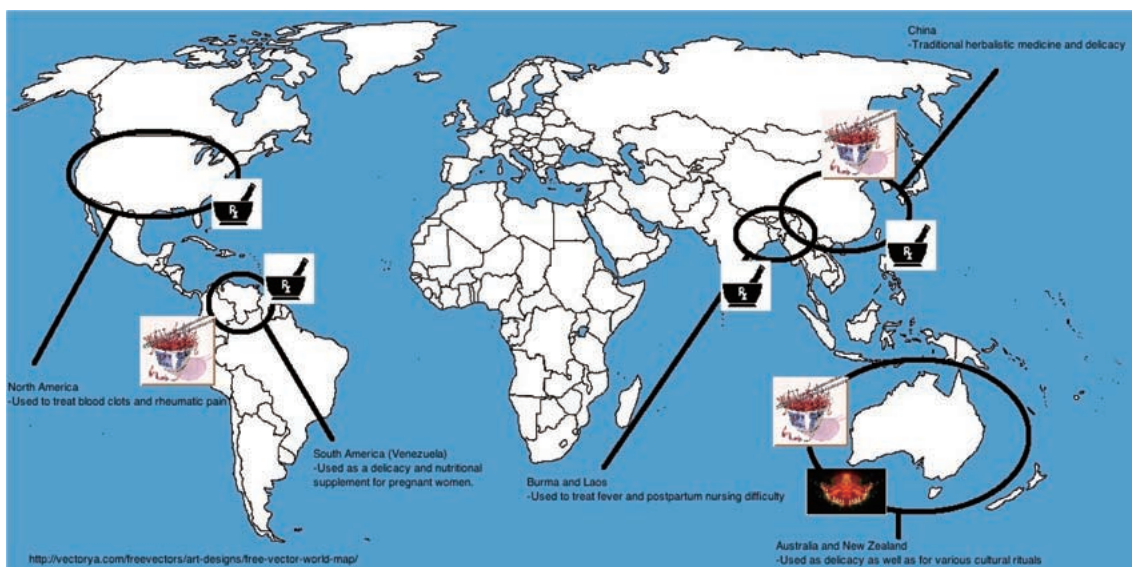 China
-Traditional herbalistic medicine and delicacy
North America
-Used to treat blood clots and rheumatic pain
South America (Venezuela)
-Used as a delicacy and nutritional
supplement for pregnant women.
Burma and Laos
-Used to treat fever and postpartum nursing difficulty
Australia and New Zealand
-Used as delicacy as well as for various cultural rituals
http://vectorya.com/freevectors/art-designs/free-vector-world-map/